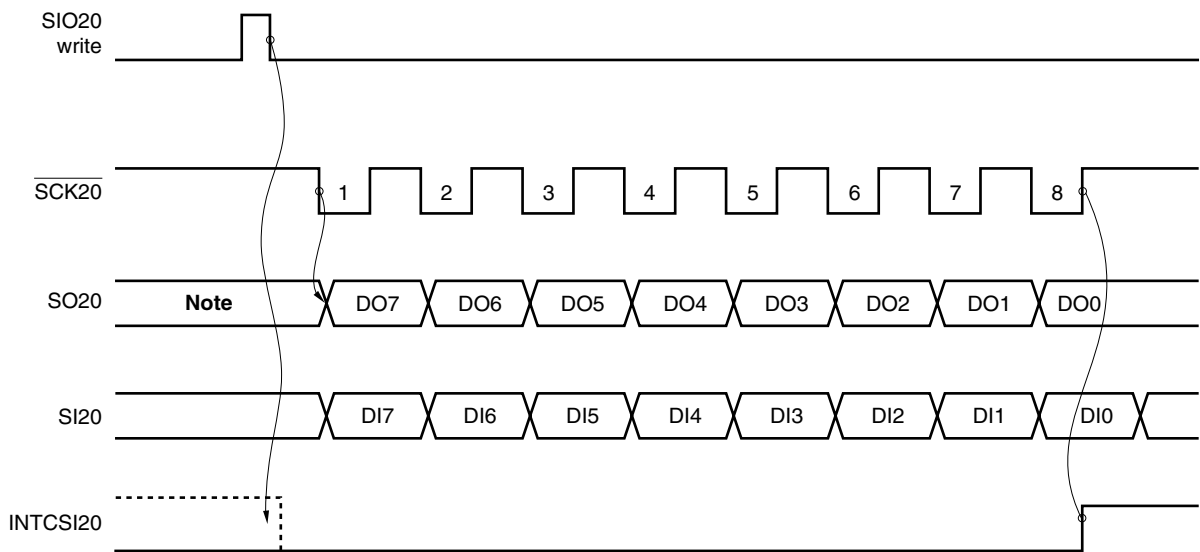 SIO20
write
SCK20
1 2 3 4 5 6 7 8
SO20
Note DO7 DO6 DO5 DO4 DO3 DO2 DO1 DO0
SI20
DI7 DI6 DI5 DI4 DI3 DI2 DI1 DI0
INTCSI20